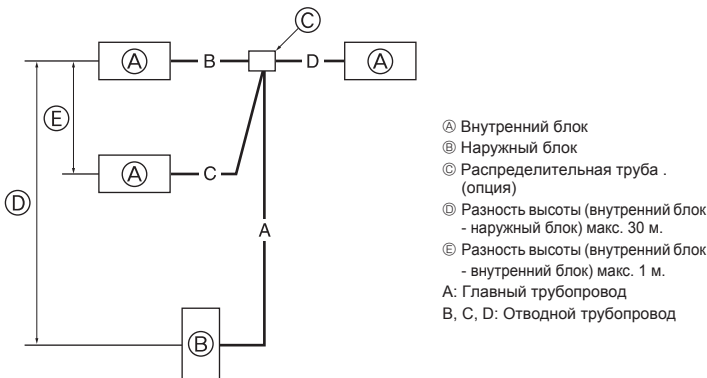 Ⓒ
Ⓐ B D Ⓐ
Ⓔ
Ⓐ C
Ⓓ
A
Ⓑ
Ⓐ Внутренний блок
Ⓑ Наружный блок
Ⓒ Распределительная труба .
(опция)
Ⓓ Разность высоты (внутренний блок
- наружный блок) макс. 30 м.
Ⓔ Разность высоты (внутренний блок
- внутренний блок) макс. 1 м.
A: Главный трубопровод
B, C, D: Отводной трубопровод